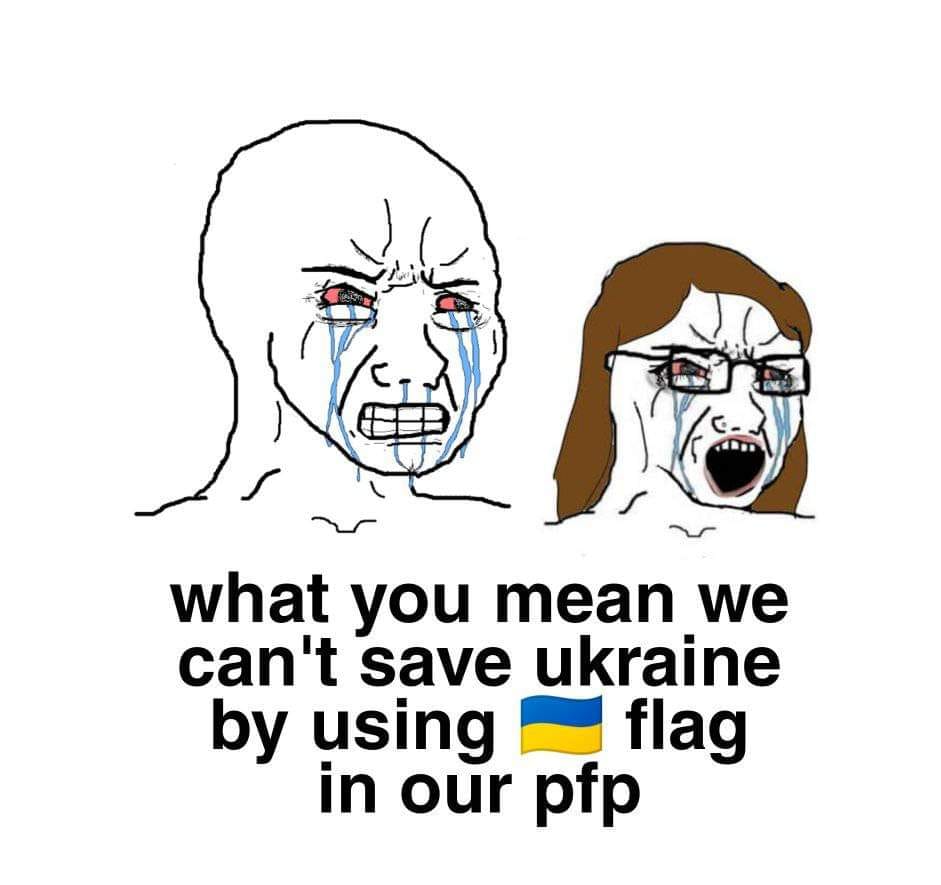 what you mean we
can't save ukraine
by using 🇺🇦 flag
in our pfp